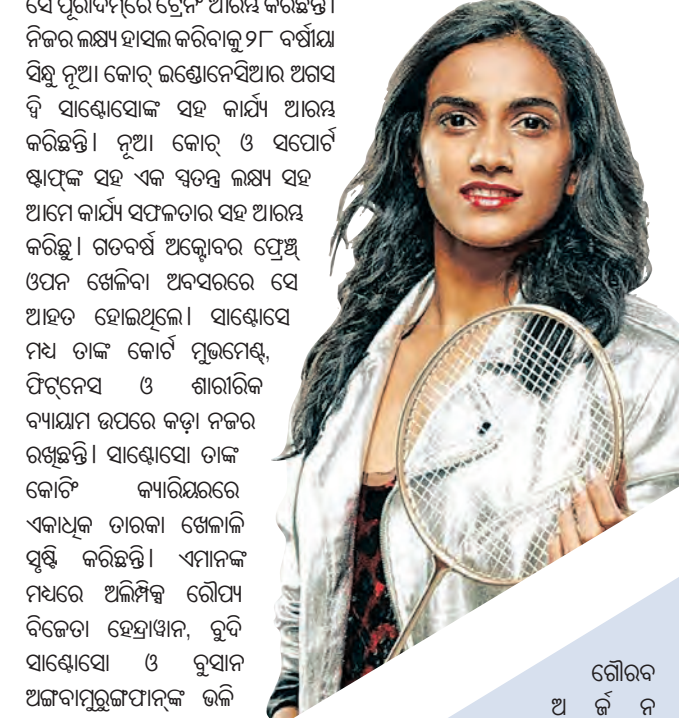 ସେ ପୂରାଦମ୍‌ରେ ଟ୍ରେନିଂ ଆରମ୍ଭ କରିଛନ୍ତି।
ନିଜର ଲକ୍ଷ୍ୟ ହାସଲ କରିବାକୁ ୨୮ ବର୍ଷୀୟା
ସିନ୍ଧୁ ନୂଆ କୋଚ୍ ଇଣ୍ଡୋନେସିଆର ଅଗସ
ଦ୍ୱି ସାଣ୍ଟୋସୋଙ୍କ ସହ କାର୍ଯ୍ୟ ଆରମ୍ଭ
କରିଛନ୍ତି। ନୂଆ କୋଚ୍ ଓ ସପୋର୍ଟ
ଷ୍ଟାଫ୍‌ଙ୍କ ସହ ଏକ ସ୍ୱତନ୍ତ୍ର ଲକ୍ଷ୍ୟ ସହ
ଆମେ କାର୍ଯ୍ୟ ସଫଳତାର ସହ ଆରମ୍ଭ
କରିଛୁ। ଗତବର୍ଷ ଅକ୍ଟୋବର ଫ୍ରେଞ୍ଚ୍
ଓପନ ଖେଳିବା ଅବସରରେ ସେ
ଆହତ ହୋଇଥିଲେ। ସାଣ୍ଟୋସେ
ମଧ୍ୟ ତାଙ୍କ କୋର୍ଟ ମୁଭମେଣ୍ଟ,
ଫିଟ୍‌ନେସ ଓ ଶାରୀରିକ
ବ୍ୟାୟାମ ଉପରେ କଡ଼ା ନଜର
ରଖିଛନ୍ତି। ସାଣ୍ଟୋସୋ ତାଙ୍କ
କୋଚିଂ କ୍ୟାରିୟରରେ
ଏକାଧିକ ତାରକା ଖେଳାଳି
ସୃଷ୍ଟି କରିଛନ୍ତି। ଏମାନଙ୍କ
ମଧ୍ୟରେ ଅଲିମ୍ପିକ୍ସ ରୌପ୍ୟ
ବିଜେତା ହେନ୍ଦ୍ରାୱାନ, ବୁଦି
ସାଣ୍ଟୋସୋ ଓ ବୁସାନ
ଅଙ୍ଗବାମ୍ରୁଙ୍ଗଫାନ୍‌ଙ୍କ ଭଳି
ଗୌରବ
ଅର୍ଜନ